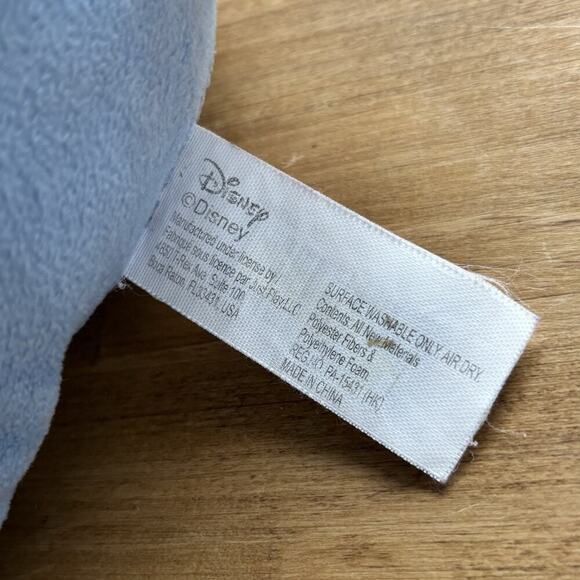 Disney
©Disney
Manufactured under license by
Fabriqué sous licence par Just Play, LLC
4850 T-Rex Ave, Suite 100
Boca Raton, FL 33431, USA
SURFACE WASHABLE ONLY. AIR DRY.
Contents: All New Materials
Polyester Fibers &
Polyethylene Foam
REG NO PA-15431 (HK)
MADE IN CHINA